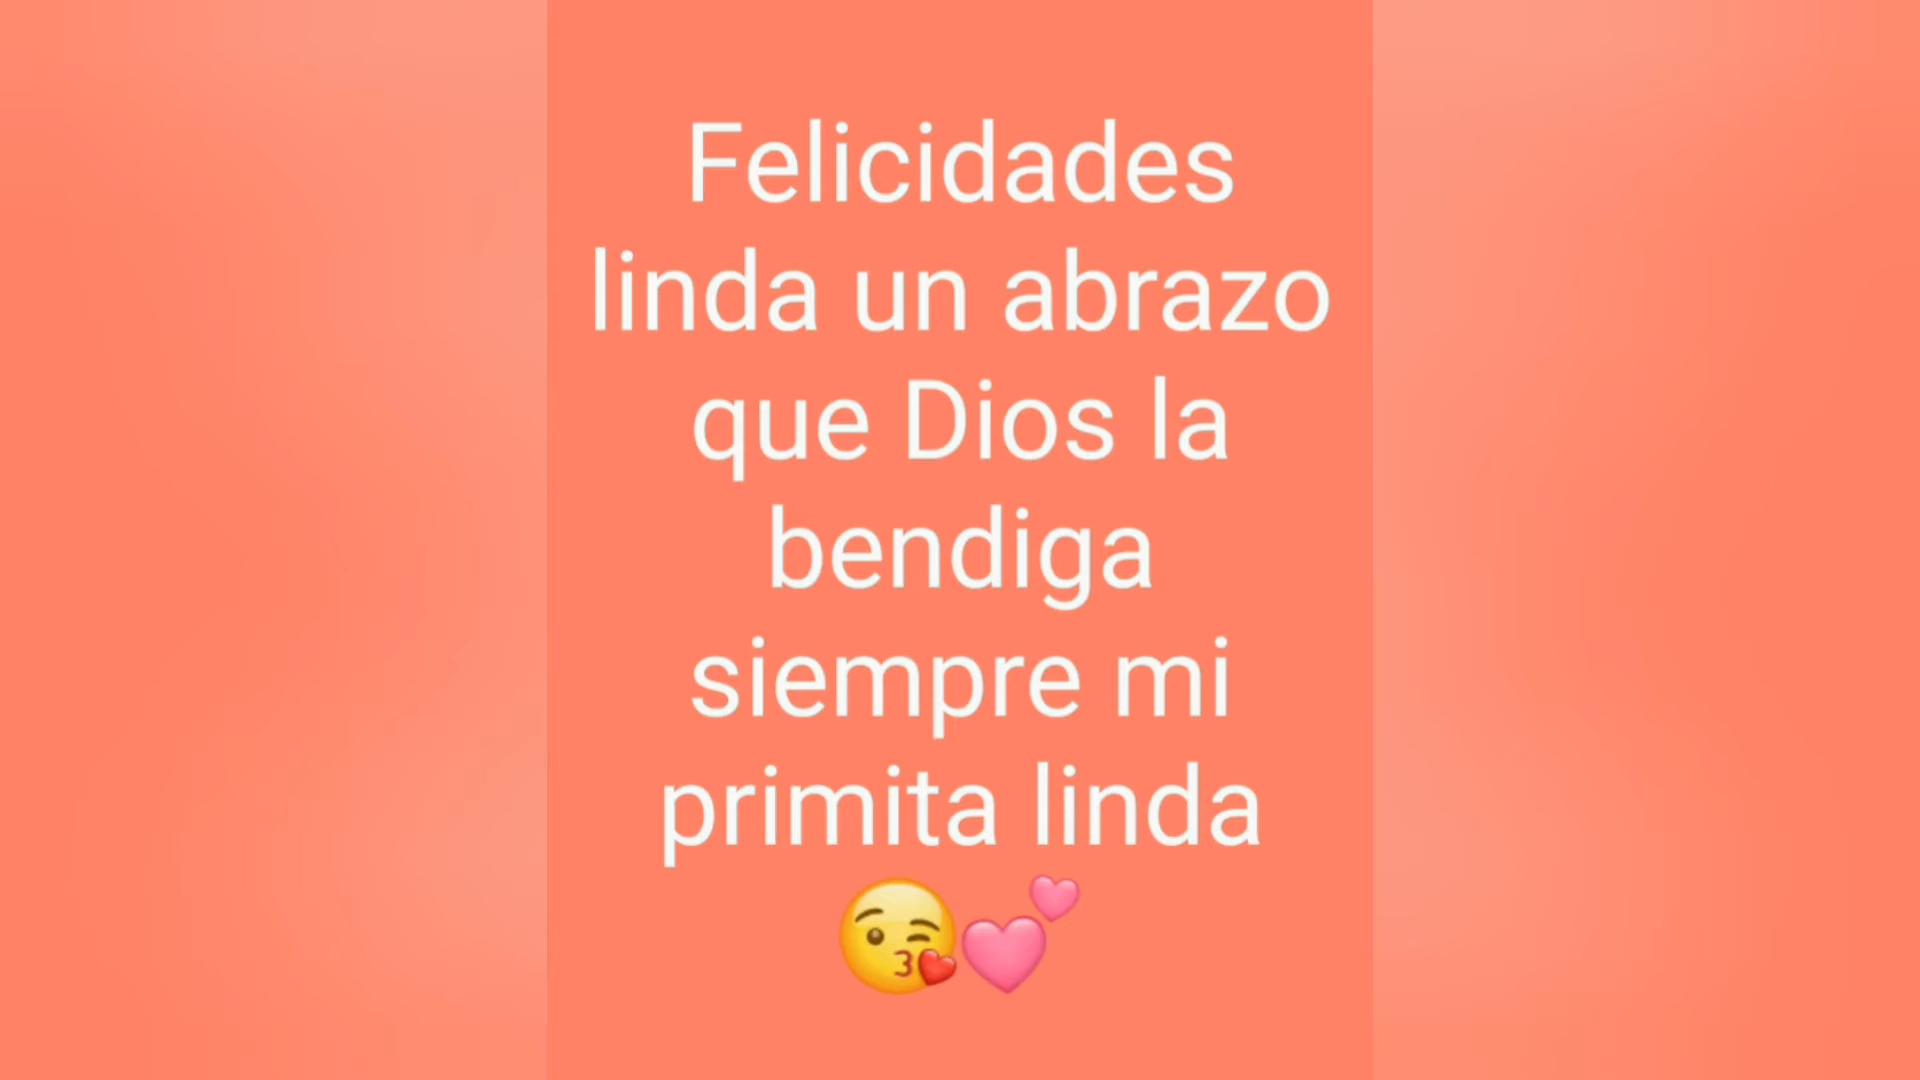 Felicidades
linda un abrazo
que Dios la
bendiga
siempre mi
primita linda
😘💕